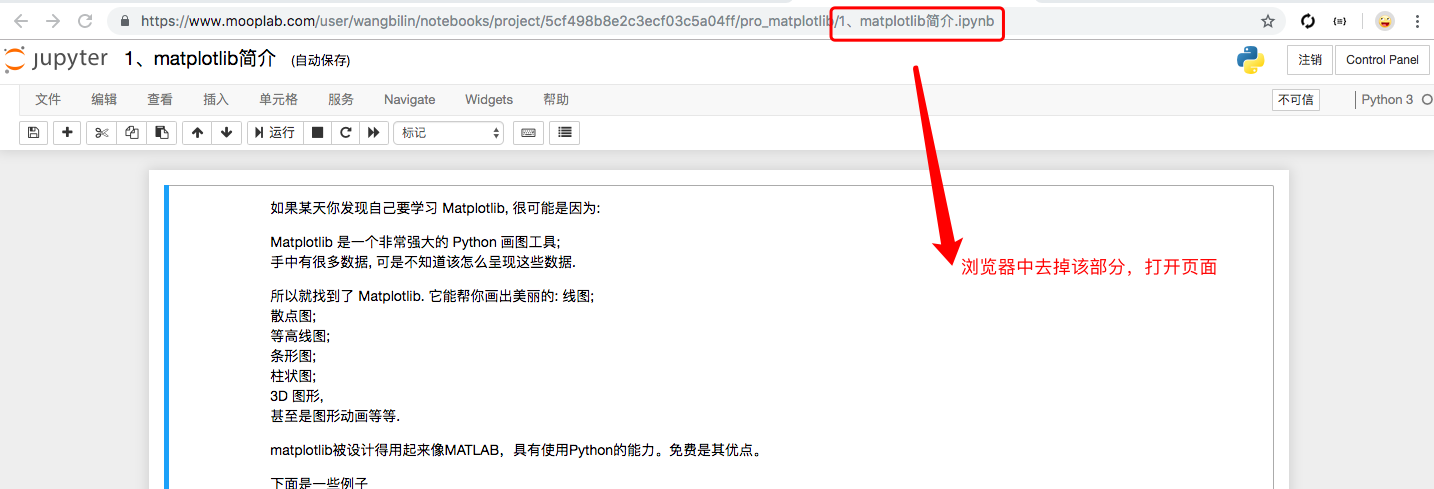 https://www.mooplab.com/user/wangbilin/notebooks/project/5cf498b8e2c3ecf03c5a04ff/pro_matplotlib/1、matplotlib简介.ipynb
jupyter 1、matplotlib简介 (自动保存)
注销 Control Panel
文件 编辑 查看 插入 单元格 服务 Navigate Widgets 帮助
不可信 Python 3
运行 标记
如果某天你发现自己要学习 Matplotlib, 很可能是因为:
Matplotlib 是一个非常强大的 Python 画图工具;
手中有很多数据, 可是不知道该怎么呈现这些数据.
浏览器中去掉该部分，打开页面
所以就找到了 Matplotlib. 它能帮你画出美丽的: 线图;
散点图;
等高线图;
条形图;
柱状图;
3D 图形,
甚至是图形动画等等.
matplotlib被设计得用起来像MATLAB，具有使用Python的能力。免费是其优点。
下面是一些例子